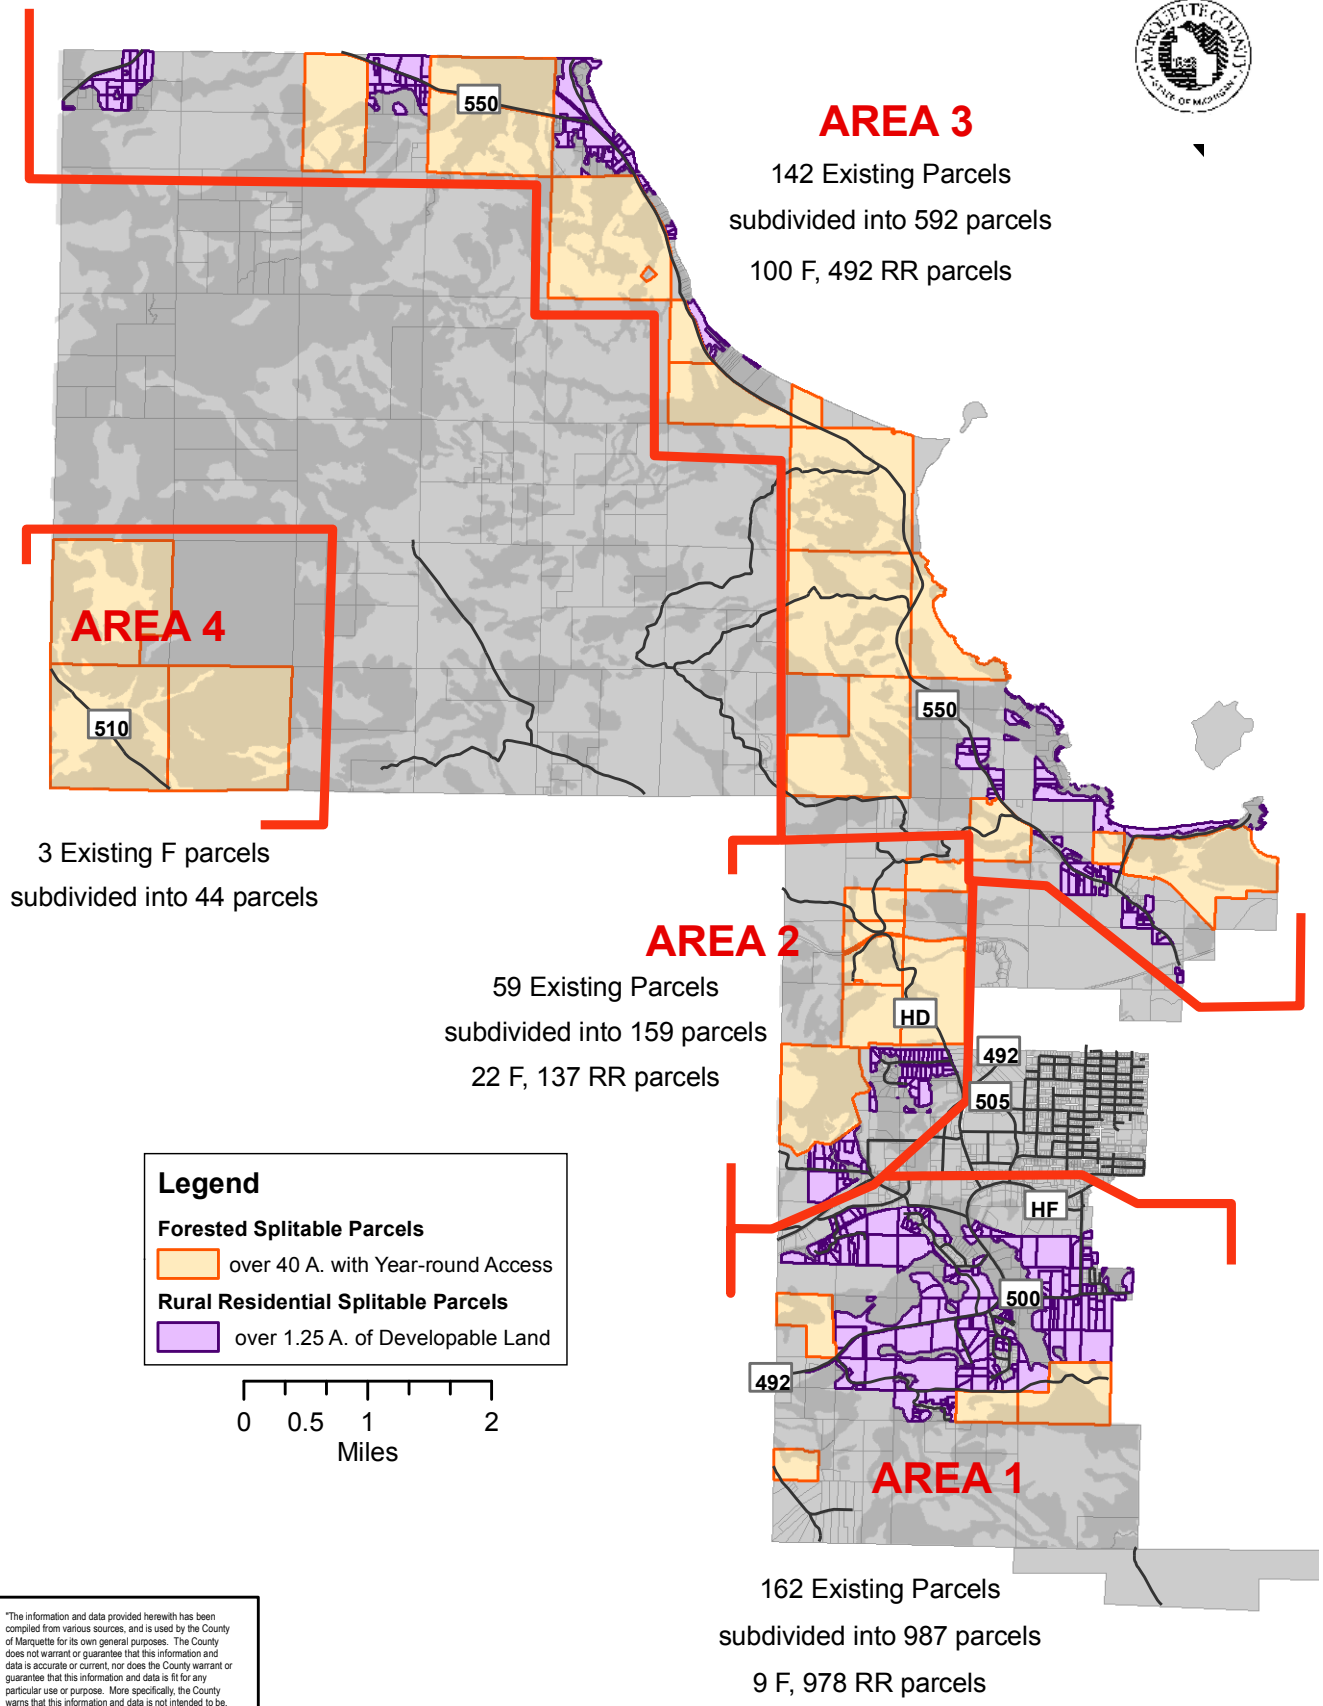 MARQUETTE COUNTY
STATE OF MICHIGAN
550
AREA 3
142 Existing Parcels
subdivided into 592 parcels
100 F, 492 RR parcels
AREA 4
510
550
3 Existing F parcels
subdivided into 44 parcels
AREA 2
59 Existing Parcels
subdivided into 159 parcels
22 F, 137 RR parcels
HD
492
505
Legend
Forested Splitable Parcels
over 40 A. with Year-round Access
Rural Residential Splitable Parcels
over 1.25 A. of Developable Land
HF
500
492
0 0.5 1 2
Miles
AREA 1
162 Existing Parcels
subdivided into 987 parcels
9 F, 978 RR parcels
"The information and data provided herewith has been
compiled from various sources, and is used by the County
of Marquette for its own general purposes. The County
does not warrant or guarantee that this information and
data is accurate or current, nor does the County warrant or
guarantee that this information and data is fit for any
particular use or purpose. More specifically, the County
warns that this information and data is not intended to be,